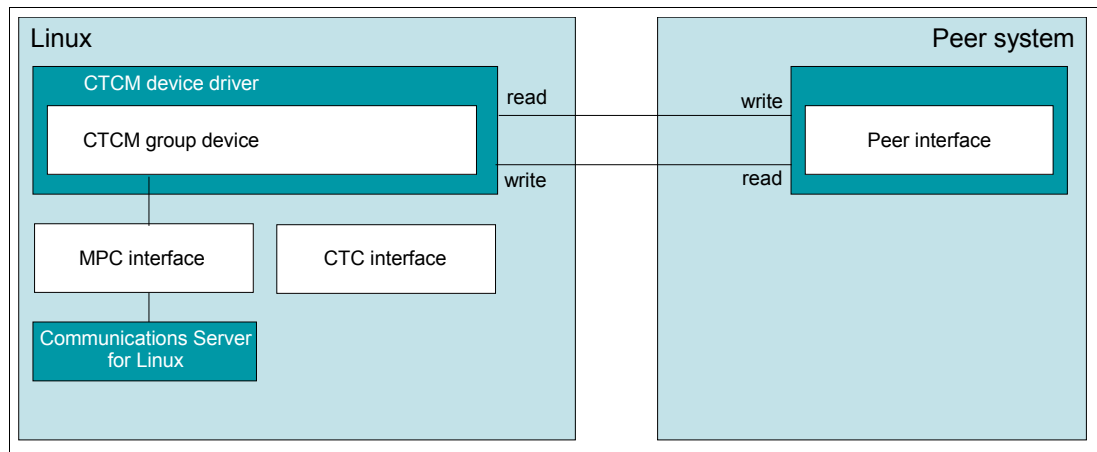 Linux
Peer system
CTCM device driver
read
write
CTCM group device
Peer interface
write
read
MPC interface
CTC interface
Communications Server
for Linux